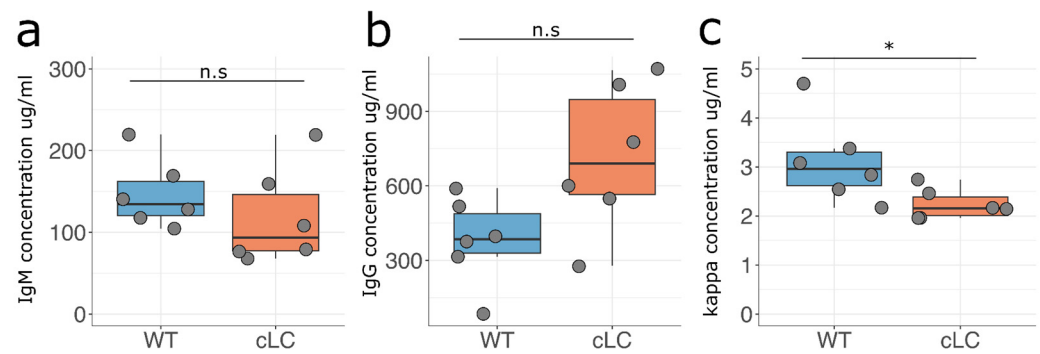 a
n.s
IgM concentration ug/ml
300
200
100
0
WT
cLC
b
n.s
IgG concentration ug/ml
900
600
300
WT
cLC
c
*
kappa concentration ug/ml
5
4
3
2
1
0
WT
cLC